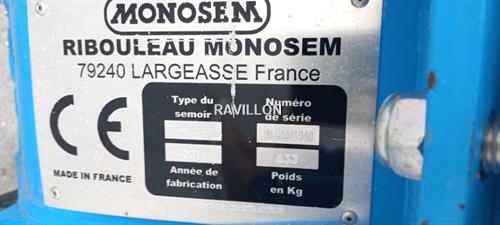 MONOSEM
RIBOULEAU MONOSEM
79240 LARGEASSE France
CE
MADE IN FRANCE
Type du
semoir
Numéro
de série
RAVILLON
633
Année de
fabrication
Poids
en Kg